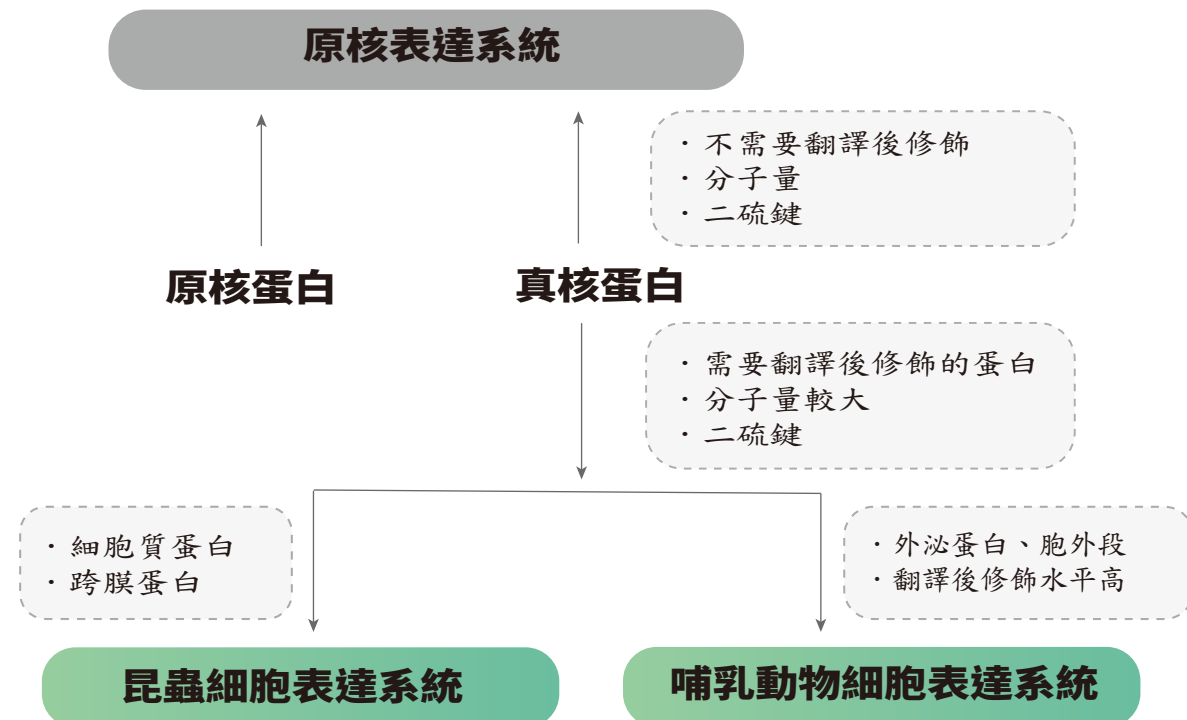 原核表達系統
· 不需要翻譯後修飾
· 分子量
· 二硫鍵
原核蛋白
真核蛋白
· 需要翻譯後修飾的蛋白
· 分子量較大
· 二硫鍵
· 細胞質蛋白
· 跨膜蛋白
· 外泌蛋白、胞外段
· 翻譯後修飾水平高
昆蟲細胞表達系統
哺乳動物細胞表達系統